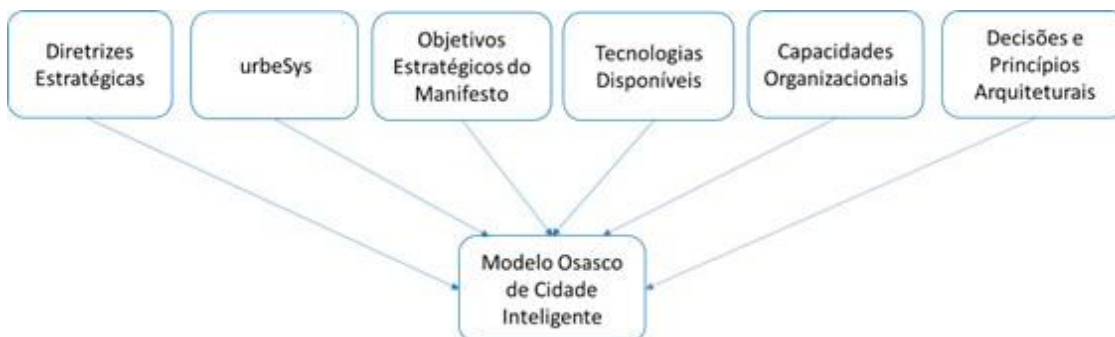 Diretrizes
Estratégicas
urbeSys
Objetivos
Estratégicos do
Manifesto
Tecnologias
Disponíveis
Capacidades
Organizacionais
Decisões e
Princípios
Arquiteturais
Modelo Osasco
de Cidade
Inteligente